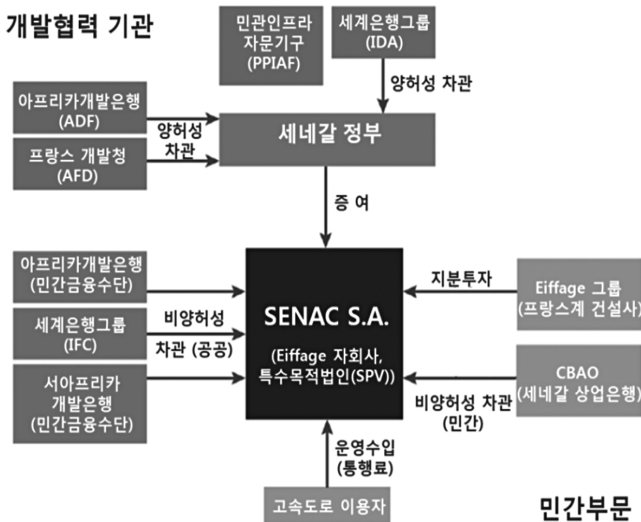 개발협력 기관
민관인프라
자문기구
(PPIAF)
세계은행그룹
(IDA)
양허성 차관
아프리카개발은행
(ADF)
양허성
차관
프랑스 개발청
(AFD)
세네갈 정부
증 여
아프리카개발은행
(민간금융수단)
세계은행그룹
(IFC)
비양허성
차관 (공공)
서아프리카
개발은행
(민간금융수단)
SENAC S.A.
(Eiffage 자회사,
특수목적법인(SPV))
지분투자
Eiffage 그룹
(프랑스계 건설사)
CBAO
(세네갈 상업은행)
비양허성 차관
(민간)
운영수입
(통행료)
고속도로 이용자
민간부문